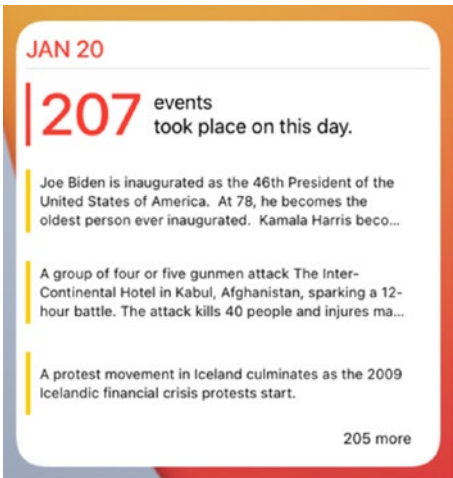 JAN 20
207 events
took place on this day.
Joe Biden is inaugurated as the 46th President of the
United States of America.  At 78, he becomes the
oldest person ever inaugurated.  Kamala Harris beco...
A group of four or five gunmen attack The Inter-
Continental Hotel in Kabul, Afghanistan, sparking a 12-
hour battle. The attack kills 40 people and injures ma...
A protest movement in Iceland culminates as the 2009
Icelandic financial crisis protests start.
205 more